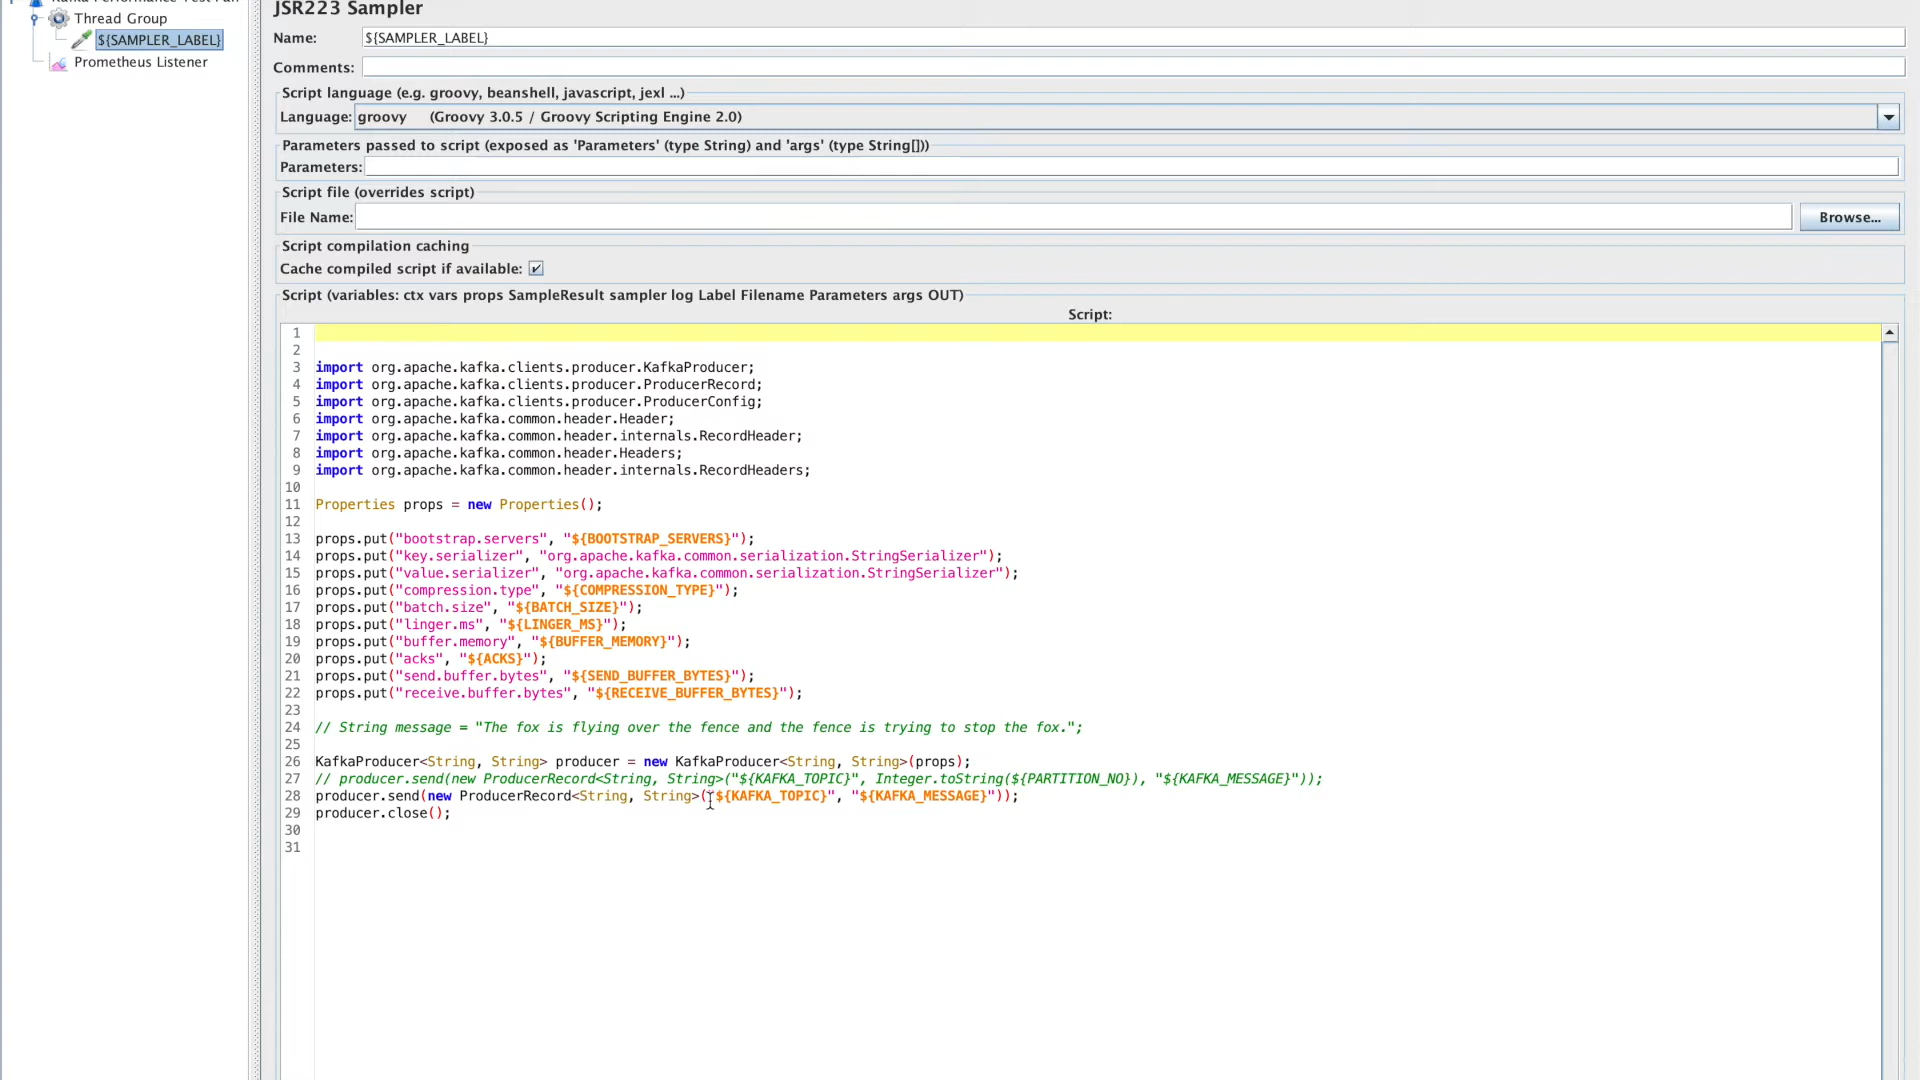 Thread Group
${SAMPLER_LABEL}
Prometheus Listener
JSR223 Sampler
Name: ${SAMPLER_LABEL}
Comments:
Script language (e.g. groovy, beanshell, javascript, jexl ...)
Language: groovy (Groovy 3.0.5 / Groovy Scripting Engine 2.0)
Parameters passed to script (exposed as 'Parameters' (type String) and 'args' (type String[]))
Parameters:
Script file (overrides script)
File Name: Browse...
Script compilation caching
Cache compiled script if available:
Script (variables: ctx vars props SampleResult sampler log Label Filename Parameters args OUT)
Script:
1
2
3 import org.apache.kafka.clients.producer.KafkaProducer;
4 import org.apache.kafka.clients.producer.ProducerRecord;
5 import org.apache.kafka.clients.producer.ProducerConfig;
6 import org.apache.kafka.common.header.Header;
7 import org.apache.kafka.common.header.internals.RecordHeader;
8 import org.apache.kafka.common.header.Headers;
9 import org.apache.kafka.common.header.internals.RecordHeaders;
10
11 Properties props = new Properties();
12
13 props.put("bootstrap.servers", "${BOOTSTRAP_SERVERS}");
14 props.put("key.serializer", "org.apache.kafka.common.serialization.StringSerializer");
15 props.put("value.serializer", "org.apache.kafka.common.serialization.StringSerializer");
16 props.put("compression.type", "${COMPRESSION_TYPE}");
17 props.put("batch.size", "${BATCH_SIZE}");
18 props.put("linger.ms", "${LINGER_MS}");
19 props.put("buffer.memory", "${BUFFER_MEMORY}");
20 props.put("acks", "${ACKS}");
21 props.put("send.buffer.bytes", "${SEND_BUFFER_BYTES}");
22 props.put("receive.buffer.bytes", "${RECEIVE_BUFFER_BYTES}");
23
24 // String message = "The fox is flying over the fence and the fence is trying to stop the fox.";
25
26 KafkaProducer<String, String> producer = new KafkaProducer<String, String>(props);
27 // producer.send(new ProducerRecord<String, String>("${KAFKA_TOPIC}", Integer.toString(${PARTITION_NO}), "${KAFKA_MESSAGE}"));
28 producer.send(new ProducerRecord<String, String>("${KAFKA_TOPIC}", "${KAFKA_MESSAGE}"));
29 producer.close();
30
31